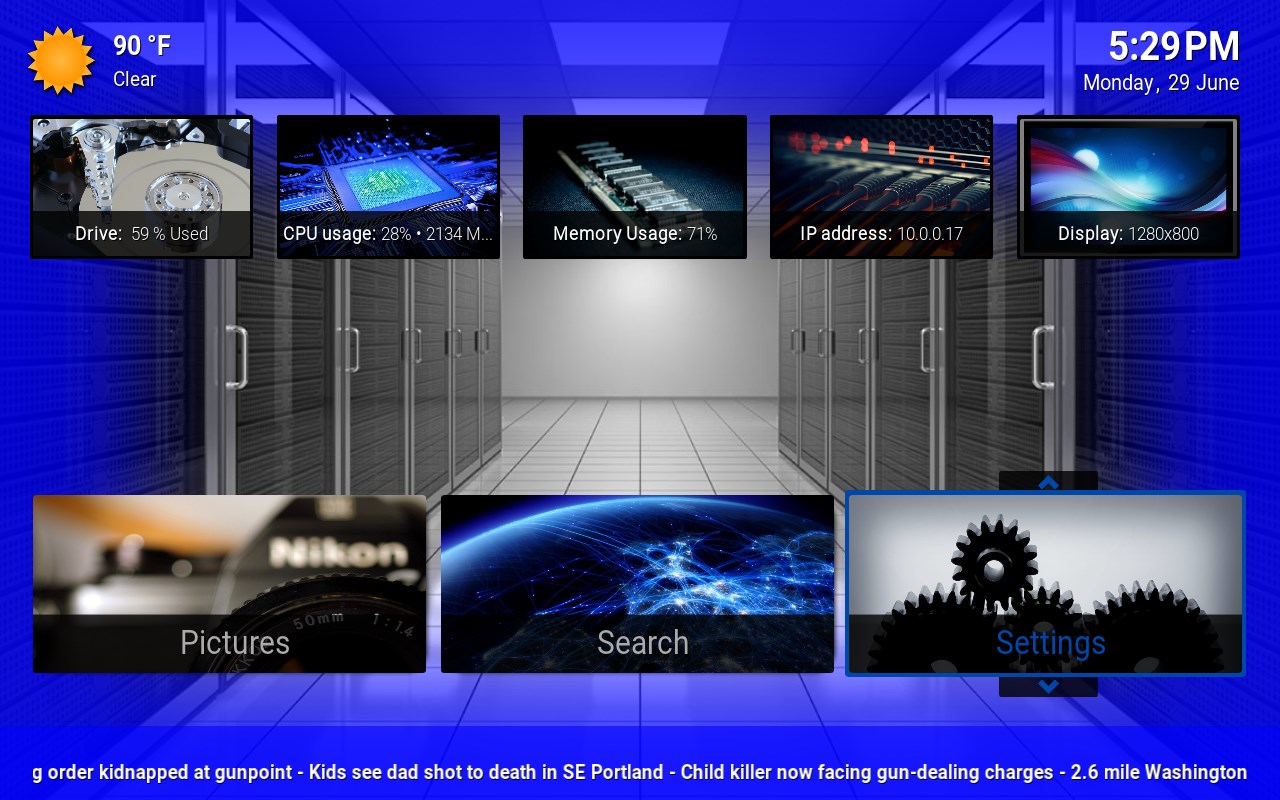 90 °F
Clear
5:29 PM
Monday, 29 June
Drive: 59 % Used
CPU usage: 28% • 2134 M...
Memory Usage: 71%
IP address: 10.0.0.17
Display: 1280x800
Nikon
50mm 1:1.4
Pictures
Search
Settings
g order kidnapped at gunpoint - Kids see dad shot to death in SE Portland - Child killer now facing gun-dealing charges - 2.6 mile Washington